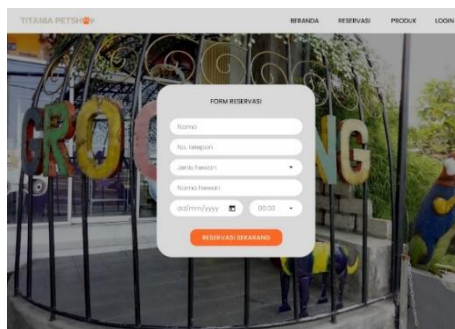 TITANIA PETSHOP
BERANDA RESERVASI PRODUK LOGIN
GRO NG
FORM RESERVASI
Nama
No. telepon
Jenis hewan
Nama hewan
dd/mm/yyyy 00:00
RESERVASI SEKARANG